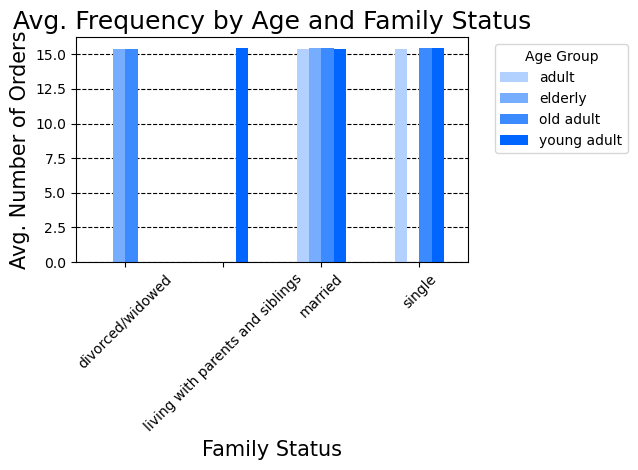 Avg. Frequency by Age and Family Status
Avg. Number of Orders
15.0
12.5
10.0
7.5
5.0
2.5
0.0
divorced/widowed
living with parents and siblings
married
single
Family Status
Age Group
adult
elderly
old adult
young adult